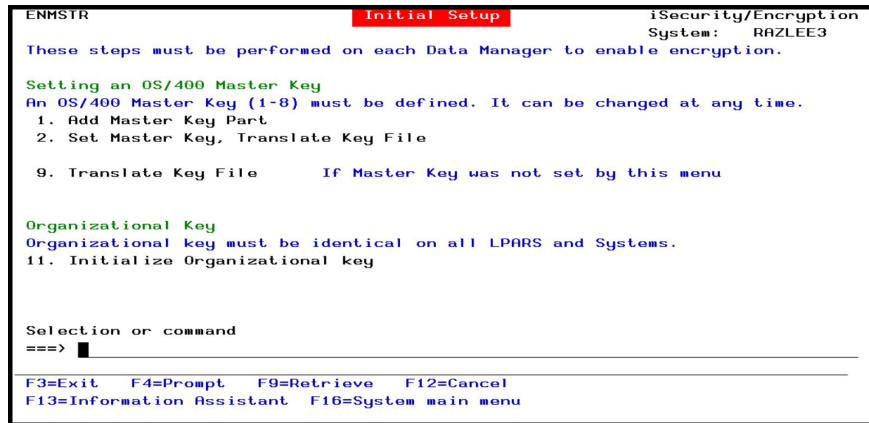 ENMSTR Initial Setup iSecurity/Encryption
System: RAZLEE3
These steps must be performed on each Data Manager to enable encryption.
Setting an OS/400 Master Key
An OS/400 Master Key (1-8) must be defined. It can be changed at any time.
1. Add Master Key Part
2. Set Master Key, Translate Key File
9. Translate Key File If Master Key was not set by this menu
Organizational Key
Organizational key must be identical on all LPARS and Systems.
11. Initialize Organizational key
Selection or command
===>
F3=Exit F4=Prompt F9=Retrieve F12=Cancel
F13=Information Assistant F16=System main menu